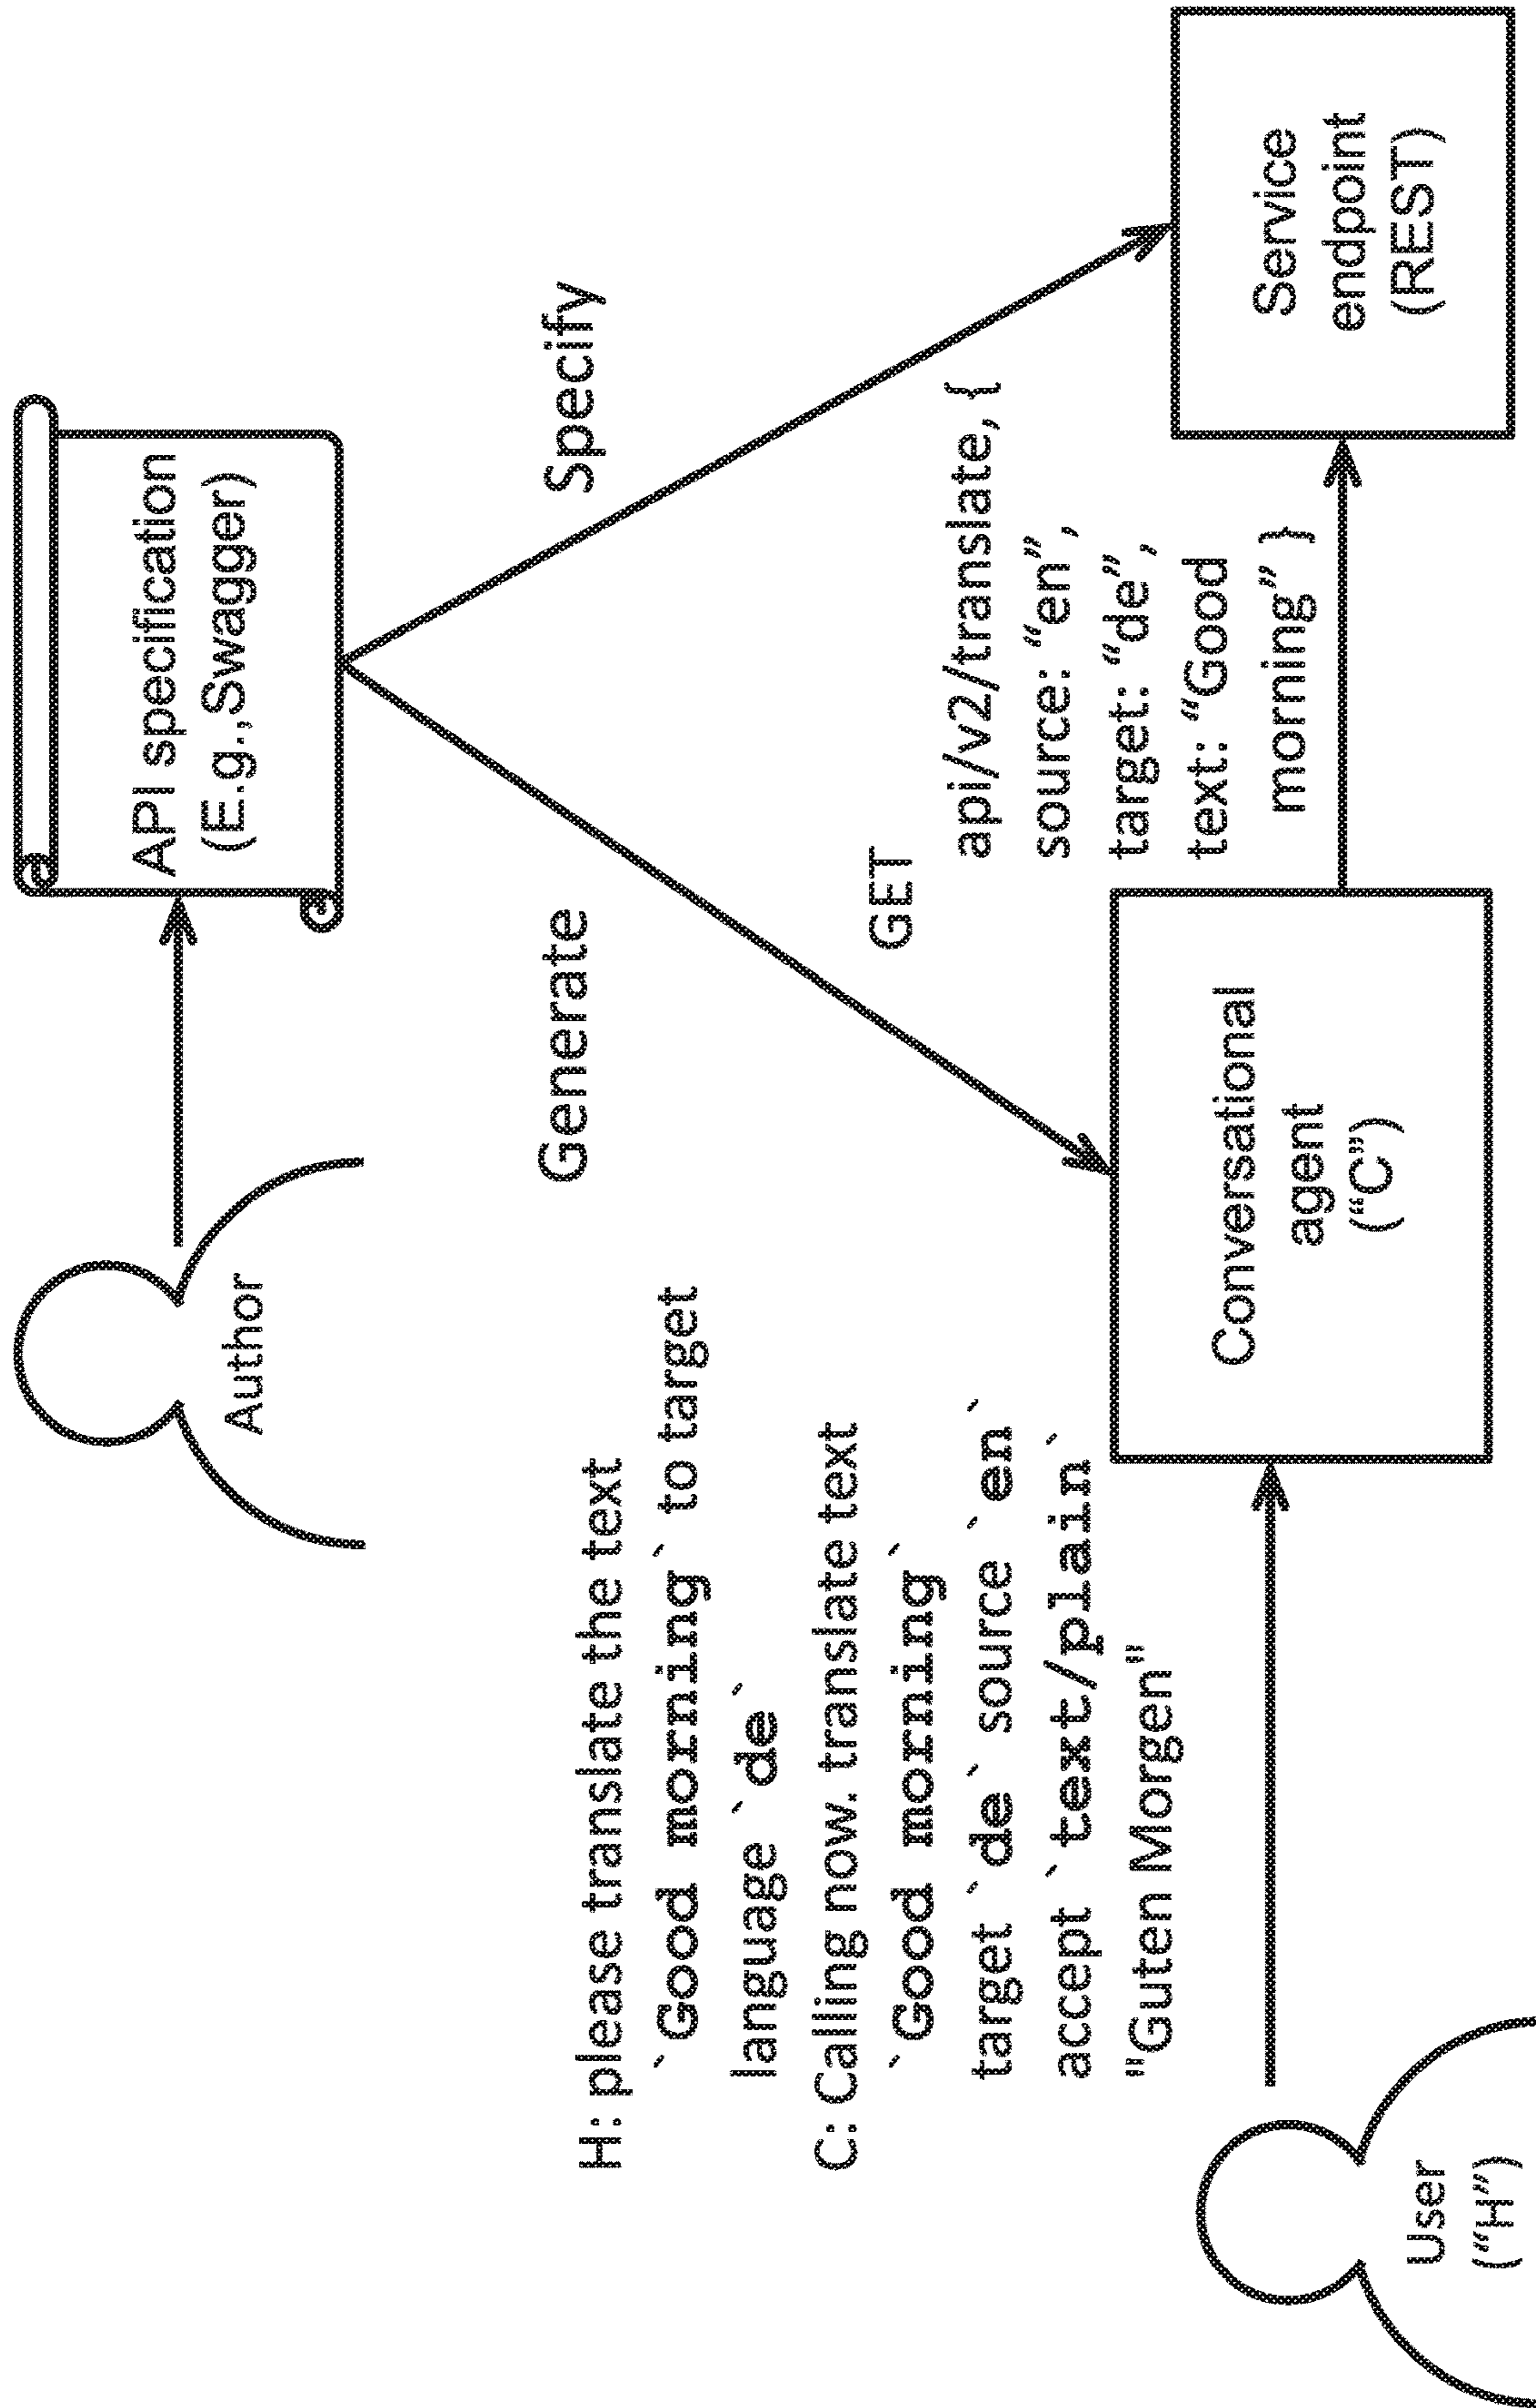 Author
API specification
(E.g.,Swagger)
Generate
Specify
H: please translate the text
`Good morning` to target
language `de`
C: Calling now. translate text
`Good morning`
target `de` source `en`
accept `text/plain`
"Guten Morgen"
GET
api/v2/translate, {
source: “en”,
target: “de”,
text: “Good
morning” }
User
(“H”)
Conversational
agent
(“C”)
Service
endpoint
(REST)